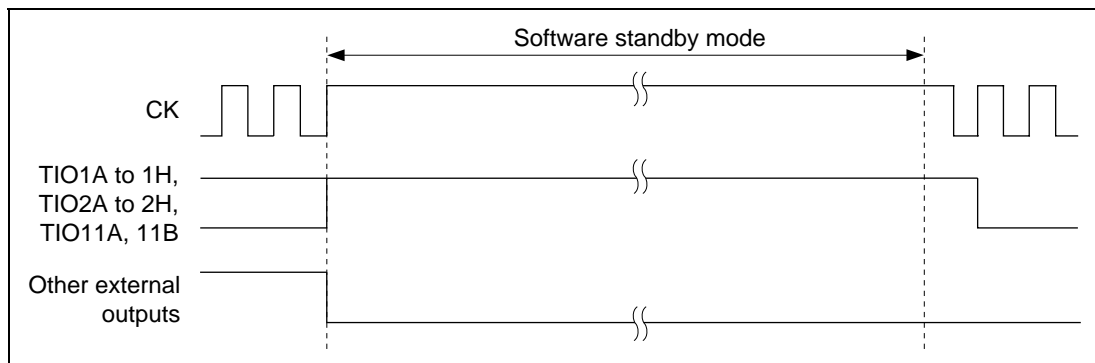 Software standby mode
CK
TIO1A to 1H,
TIO2A to 2H,
TIO11A, 11B
Other external
outputs